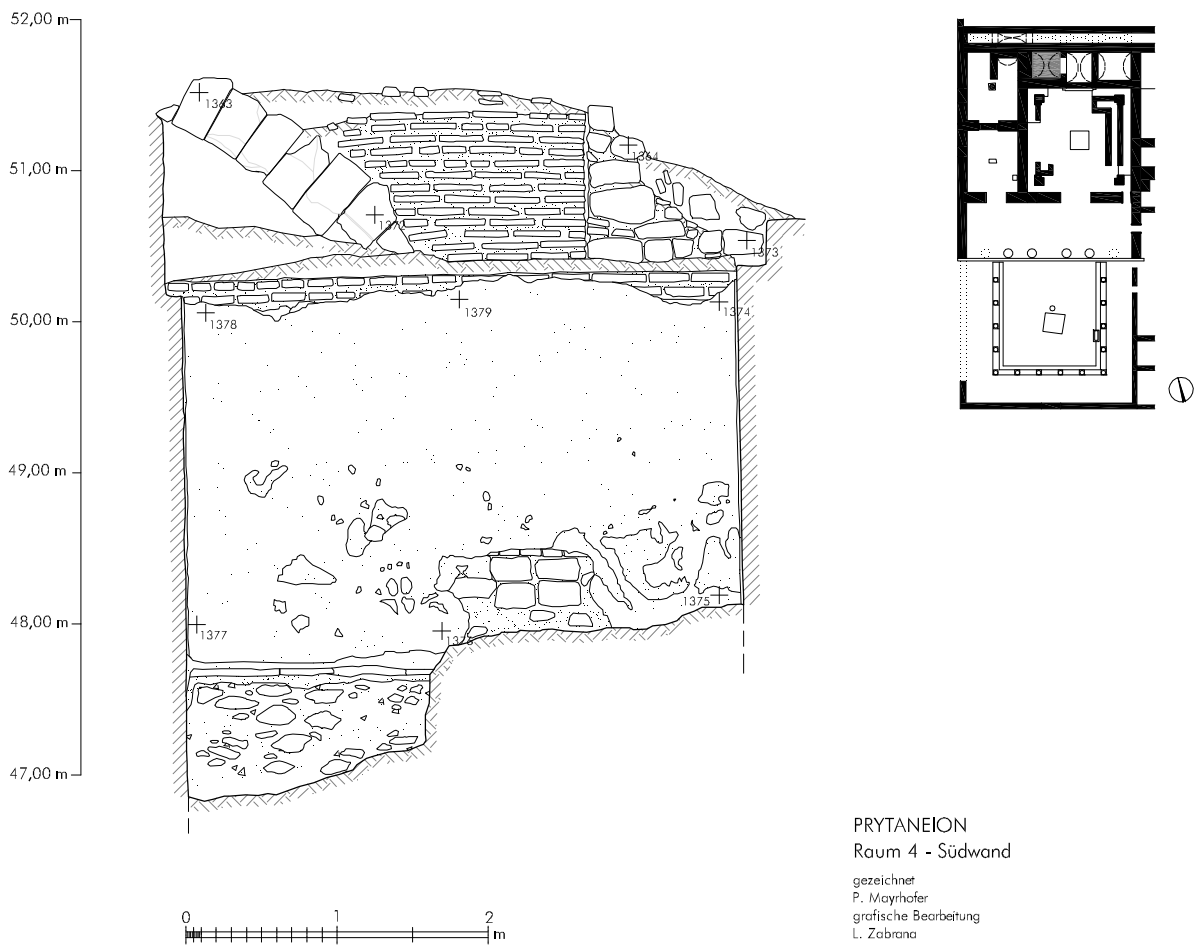 52,00 m
51,00 m
50,00 m
49,00 m
48,00 m
47,00 m
1363
1364
1372
1373
1378
1379
1374
1377
1375
0 1 2 m
PRYTANEION
Raum 4 - Südwand
gezeichnet
P. Mayrhofer
grafische Bearbeitung
L. Zabrana